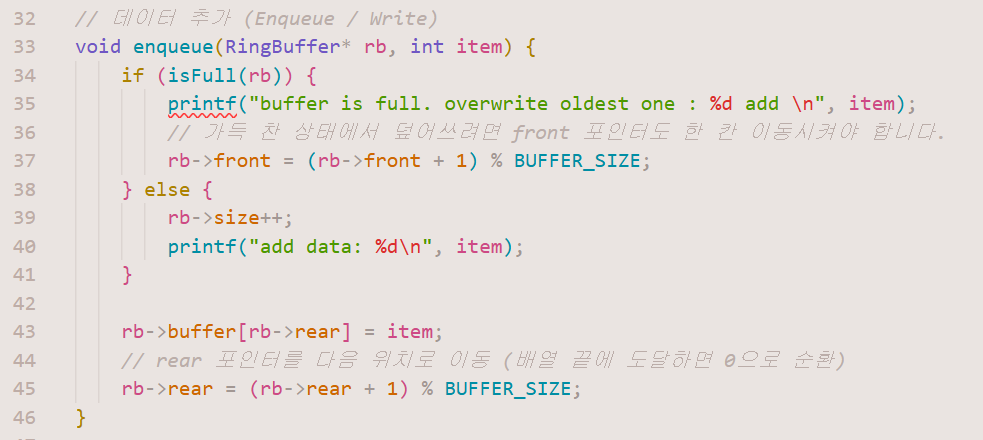 32 // 데이터 추가 (Enqueue / Write)
33 void enqueue(RingBuffer* rb, int item) {
34 if (isFull(rb)) {
35 printf("buffer is full. overwrite oldest one : %d add \n", item);
36 // 가득 찬 상태에서 덮어쓰려면 front 포인터도 한 칸 이동시켜야 합니다.
37 rb->front = (rb->front + 1) % BUFFER_SIZE;
38 } else {
39 rb->size++;
40 printf("add data: %d\n", item);
41 }
42
43 rb->buffer[rb->rear] = item;
44 // rear 포인터를 다음 위치로 이동 (배열 끝에 도달하면 0으로 순환)
45 rb->rear = (rb->rear + 1) % BUFFER_SIZE;
46 }